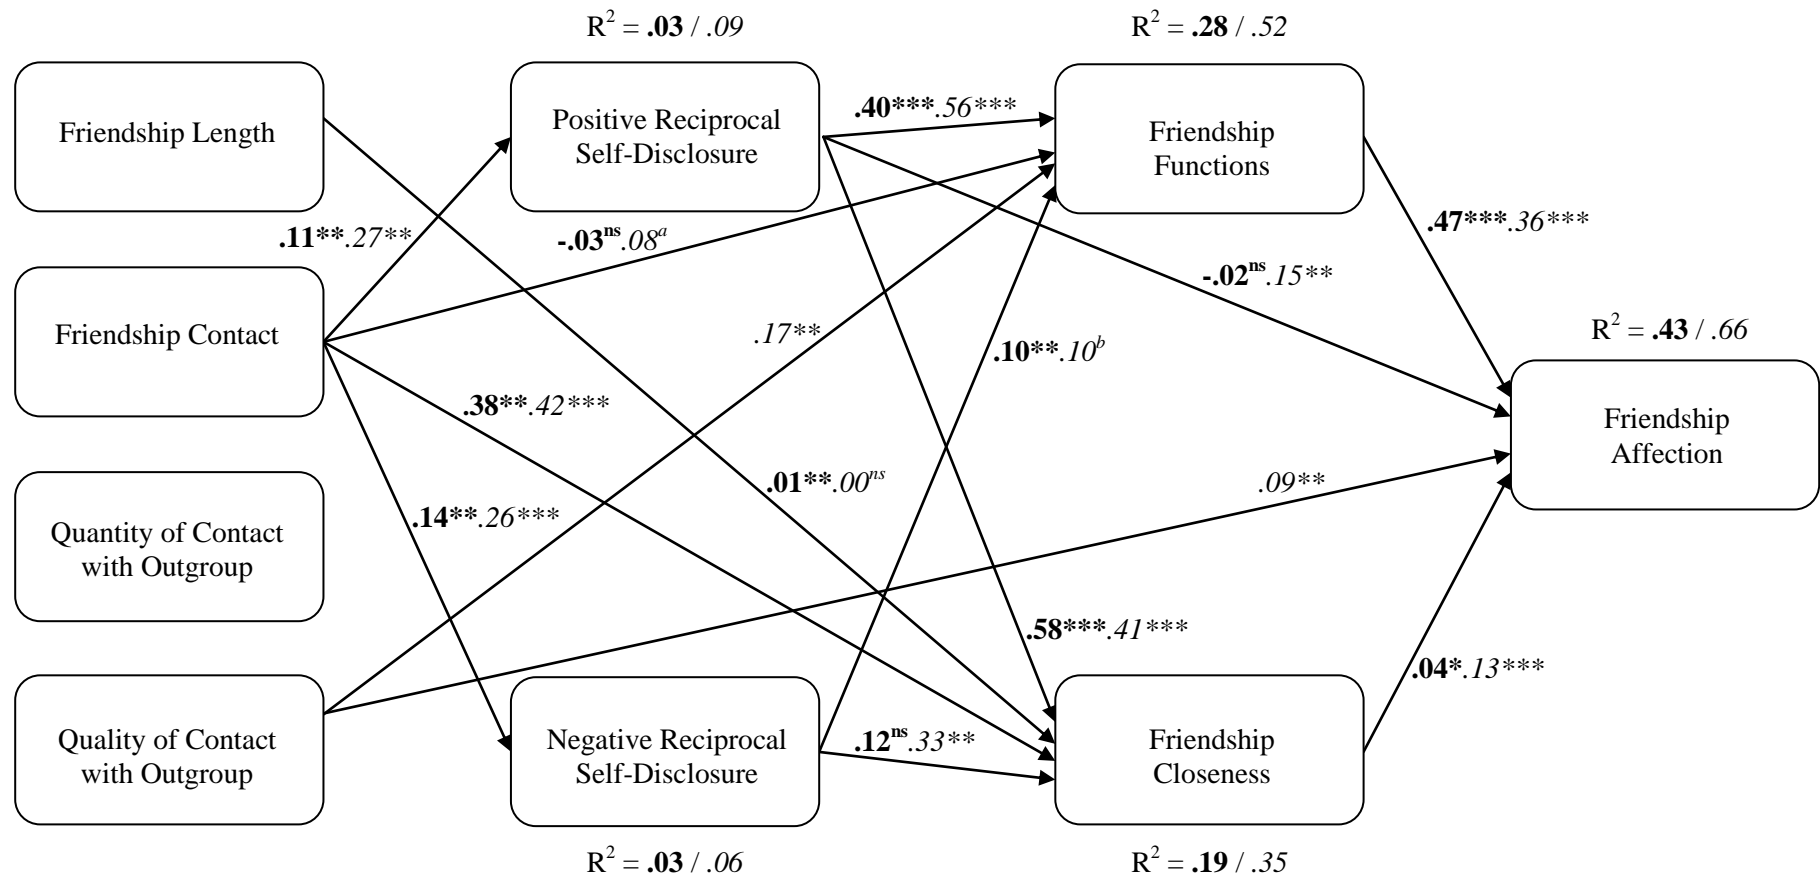 R² = .03 / .09
R² = .28 / .52
Friendship Length
Positive Reciprocal
Self-Disclosure
.40***.56***
Friendship
Functions
.11**.27**
-.03ns.08a
.47***.36***
-.02ns.15**
Friendship Contact
.17**
.10**.10b
R² = .43 / .66
.38**.42***
Friendship
Affection
.01**.00ns
.09**
Quantity of Contact
with Outgroup
.14**.26***
.58***.41***
.04*.13***
Quality of Contact
with Outgroup
Negative Reciprocal
Self-Disclosure
.12ns.33**
Friendship
Closeness
R² = .03 / .06
R² = .19 / .35